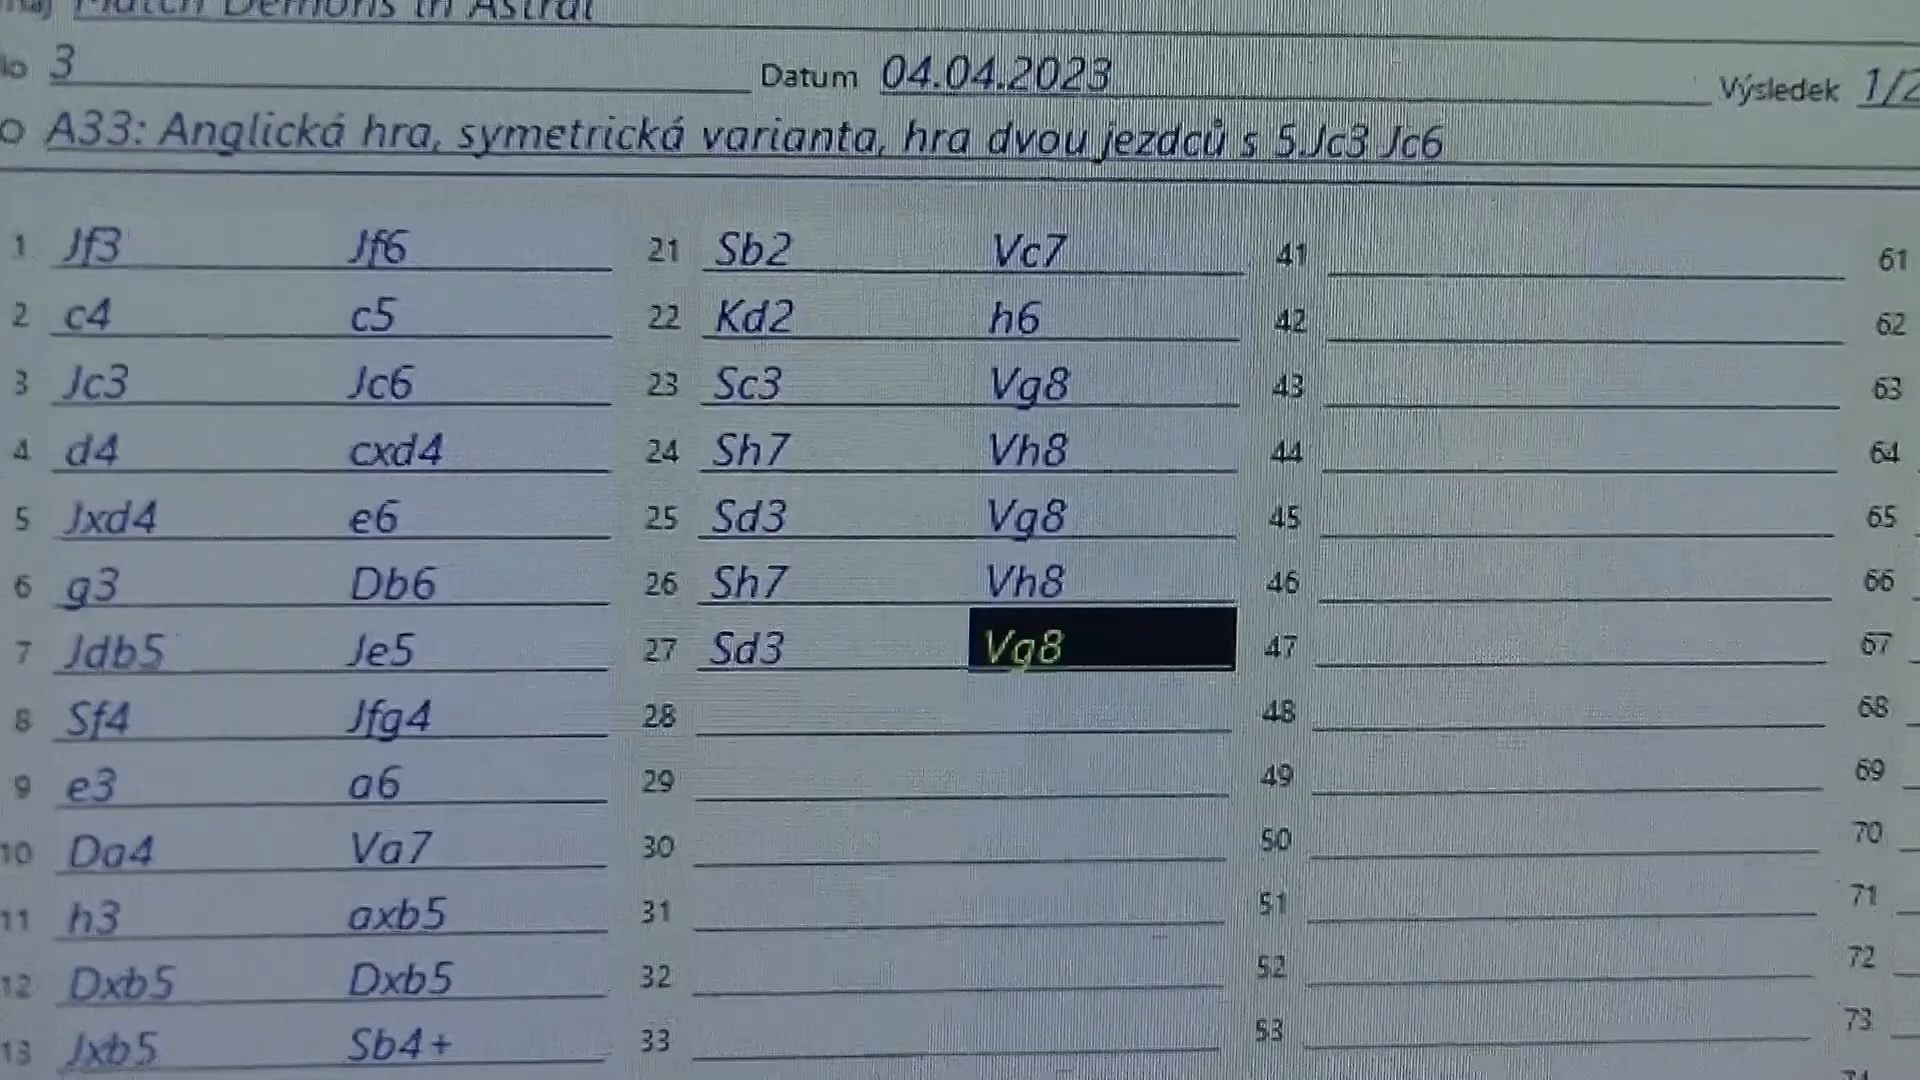 Match Demons in Astral
3 Datum 04.04.2023 Výsledek 1/2
A33: Anglická hra, symetrická varianta, hra dvou jezdců s 5.Jc3 Jc6
1 Jf3 Jf6 21 Sb2 Vc7 41 61
2 c4 c5 22 Kd2 h6 42 62
3 Jc3 Jc6 23 Sc3 Vg8 43 63
4 d4 cxd4 24 Sh7 Vh8 44 64
5 Jxd4 e6 25 Sd3 Vg8 45 65
6 g3 Db6 26 Sh7 Vh8 46 66
7 Jdb5 Je5 27 Sd3 Vg8 47 67
8 Sf4 Jfg4 28 48 68
9 e3 a6 29 49 69
10 Da4 Va7 30 50 70
11 h3 axb5 31 51 71
12 Dxb5 Dxb5 32 52 72
13 Jxb5 Sb4+ 33 53 73